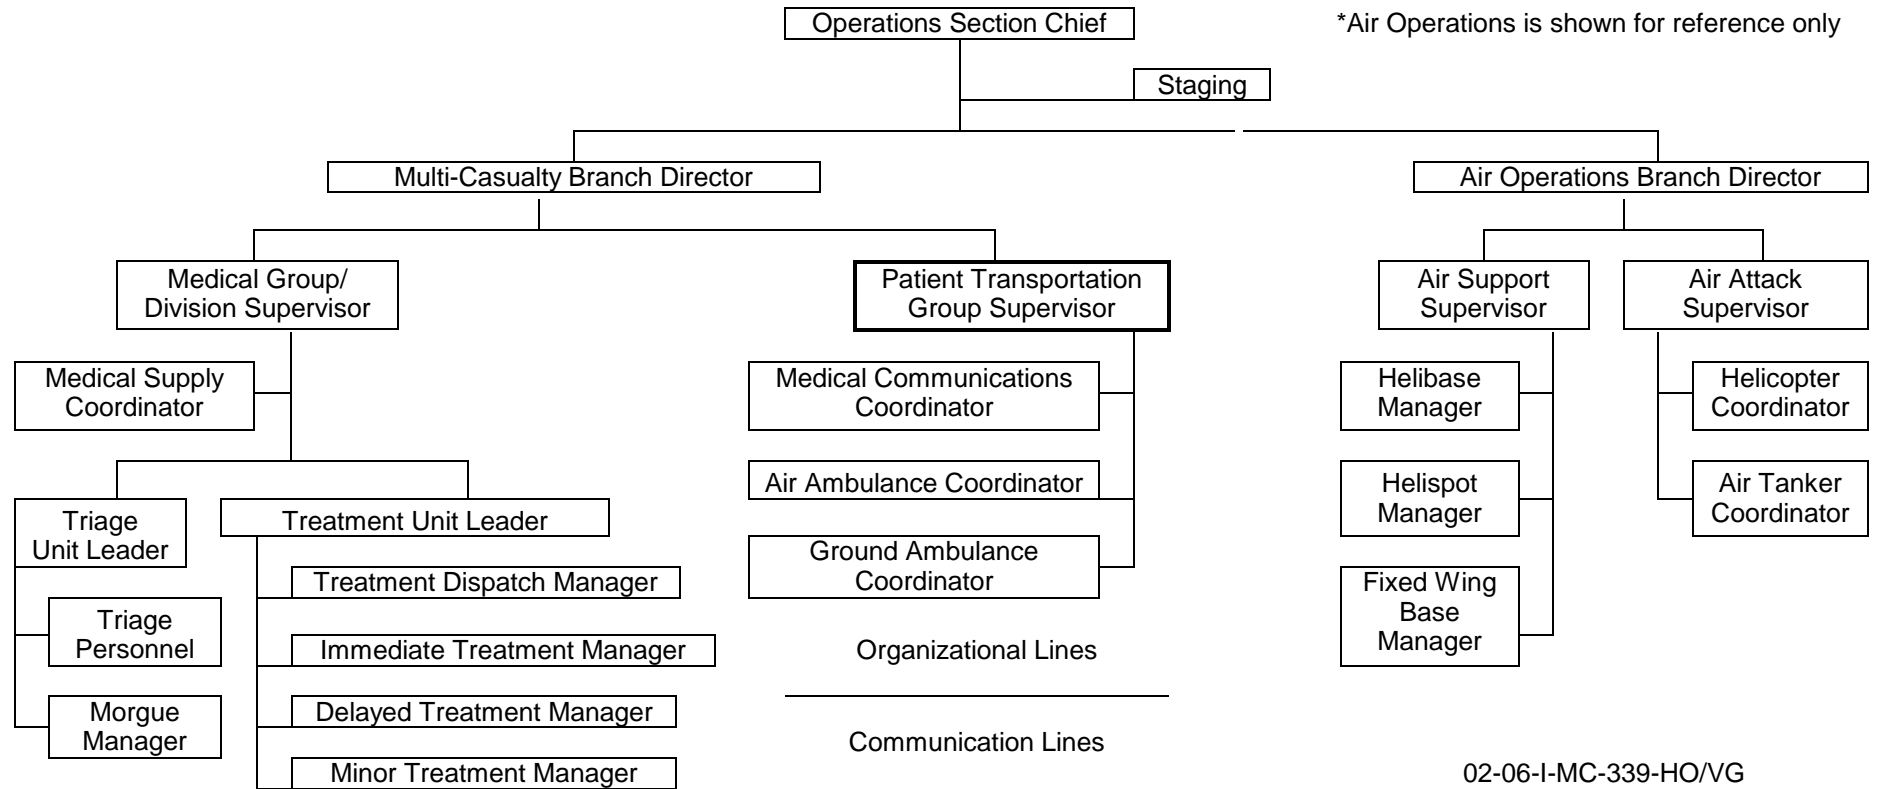 Operations Section Chief
*Air Operations is shown for reference only
Staging
Multi-Casualty Branch Director
Air Operations Branch Director
Medical Group/
Division Supervisor
Patient Transportation
Group Supervisor
Air Support
Supervisor
Air Attack
Supervisor
Medical Supply
Coordinator
Medical Communications
Coordinator
Helibase
Manager
Helicopter
Coordinator
Air Ambulance Coordinator
Helispot
Manager
Air Tanker
Coordinator
Triage
Unit Leader
Treatment Unit Leader
Ground Ambulance
Coordinator
Treatment Dispatch Manager
Fixed Wing
Base
Manager
Triage
Personnel
Immediate Treatment Manager
Organizational Lines
Morgue
Manager
Delayed Treatment Manager
Communication Lines
Minor Treatment Manager
02-06-I-MC-339-HO/VG